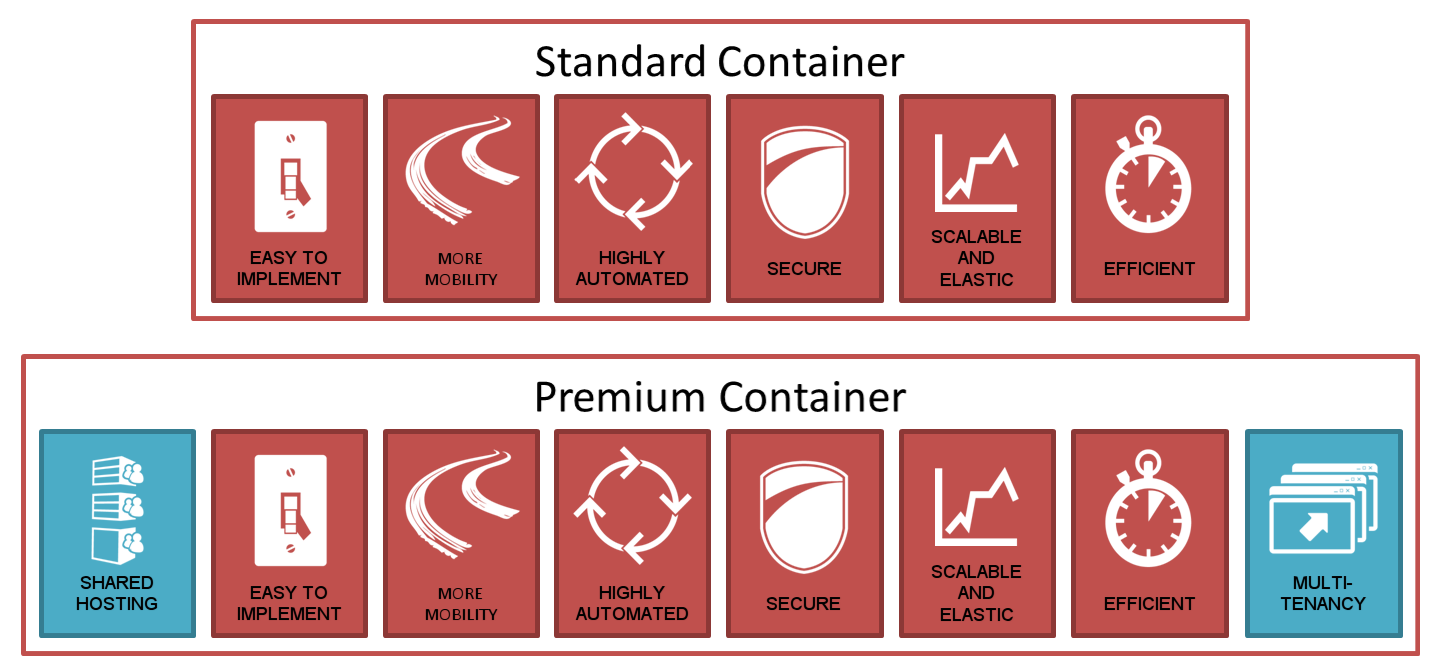 Standard Container
EASY TO
IMPLEMENT
MORE
MOBILITY
HIGHLY
AUTOMATED
SECURE
SCALABLE
AND
ELASTIC
EFFICIENT
Premium Container
SHARED
HOSTING
EASY TO
IMPLEMENT
MORE
MOBILITY
HIGHLY
AUTOMATED
SECURE
SCALABLE
AND
ELASTIC
EFFICIENT
MULTI-
TENANCY